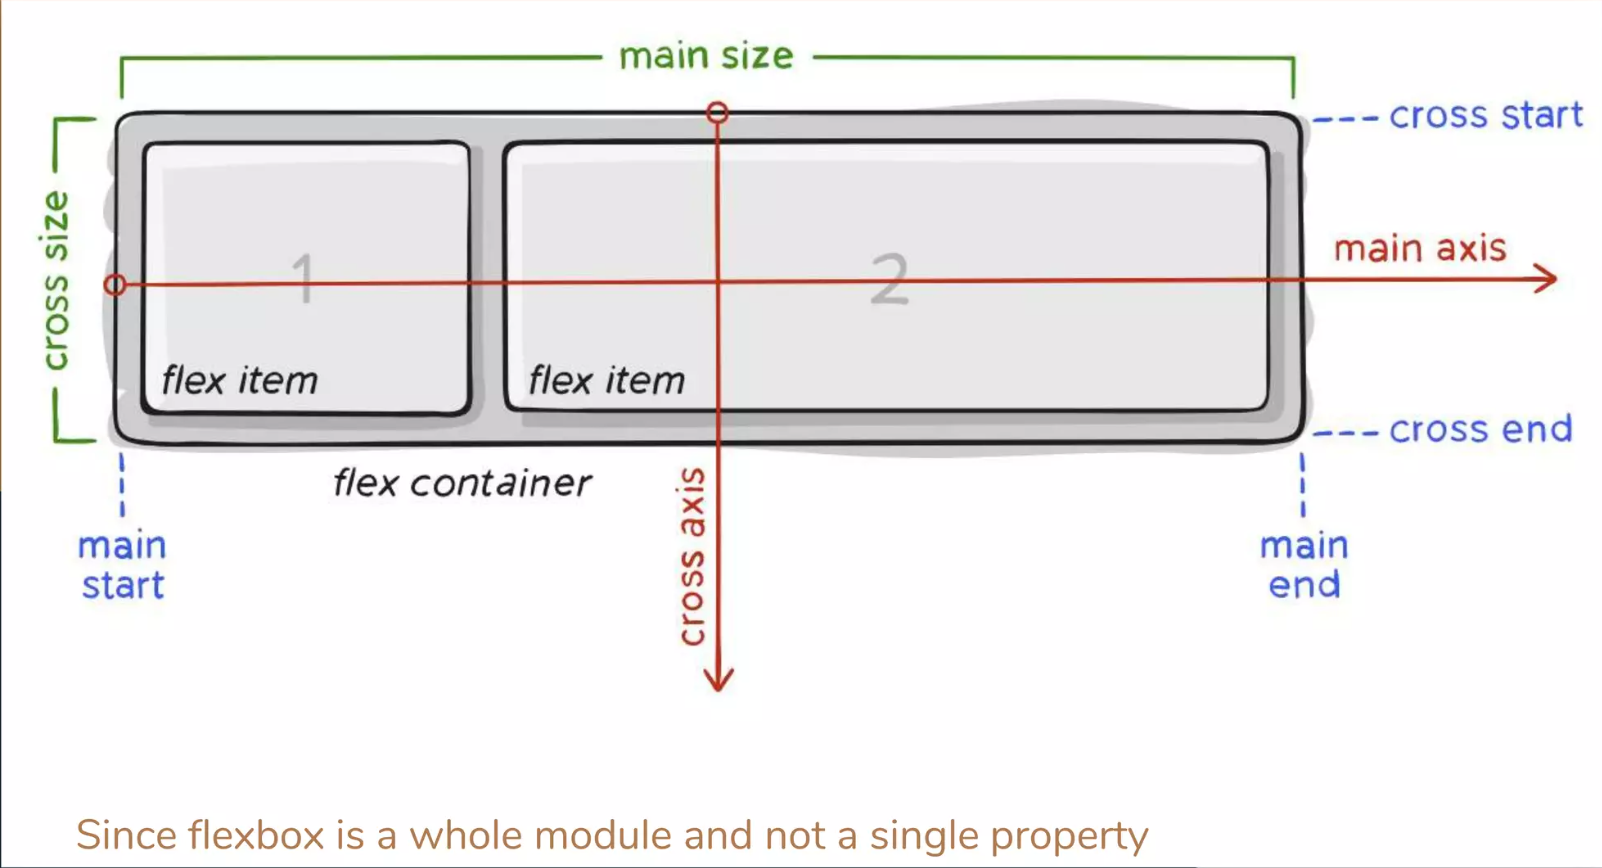 main size
cross start
cross size
main axis
1
2
flex item
flex item
cross end
flex container
cross axis
main
start
main
end
Since flexbox is a whole module and not a single property